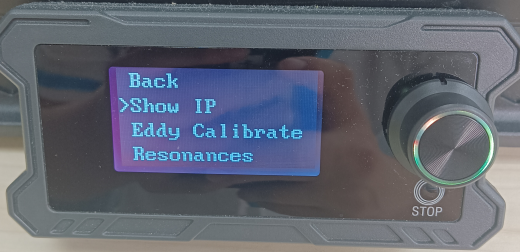 Back
>Show IP
Eddy Calibrate
Resonances
STOP